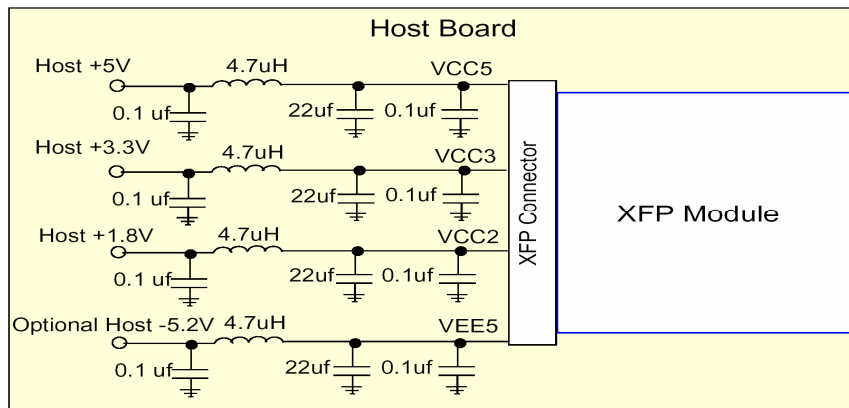 Host Board
Host +5V
4.7uH
VCC5
0.1 uf
22uf
0.1uf
Host +3.3V
4.7uH
VCC3
0.1 uf
22uf
0.1uf
Host +1.8V
4.7uH
VCC2
0.1 uf
22uf
0.1uf
Optional Host -5.2V
4.7uH
VEE5
0.1 uf
22uf
0.1uf
XFP Connector
XFP Module